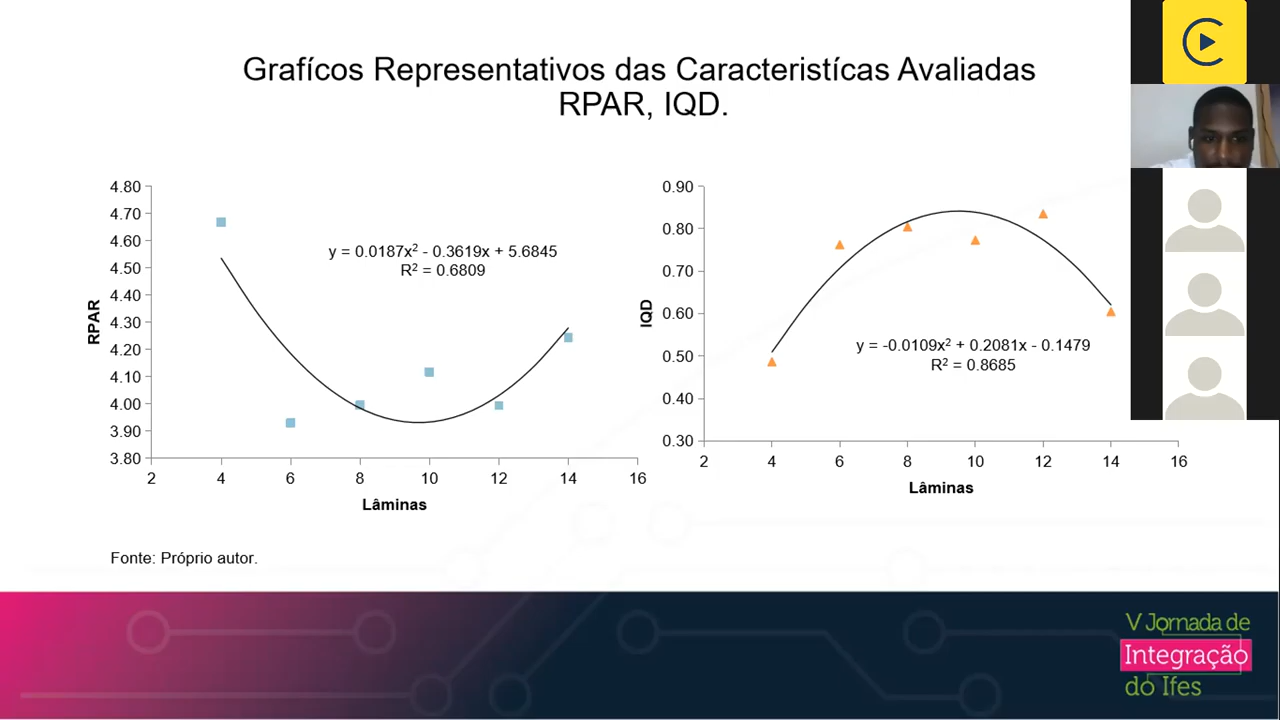 Grafícos Representativos das Caracteristícas Avaliadas
RPAR, IQD.
4.80
4.70
4.60
4.50
4.40
4.30
4.20
4.10
4.00
3.90
3.80
RPAR
y = 0.0187x² - 0.3619x + 5.6845
R² = 0.6809
2 4 6 8 10 12 14 16
Lâminas
0.90
0.80
0.70
0.60
0.50
0.40
0.30
IQD
y = -0.0109x² + 0.2081x - 0.1479
R² = 0.8685
2 4 6 8 10 12 14 16
Lâminas
Fonte: Próprio autor.
V Jornada de
Integração
do Ifes